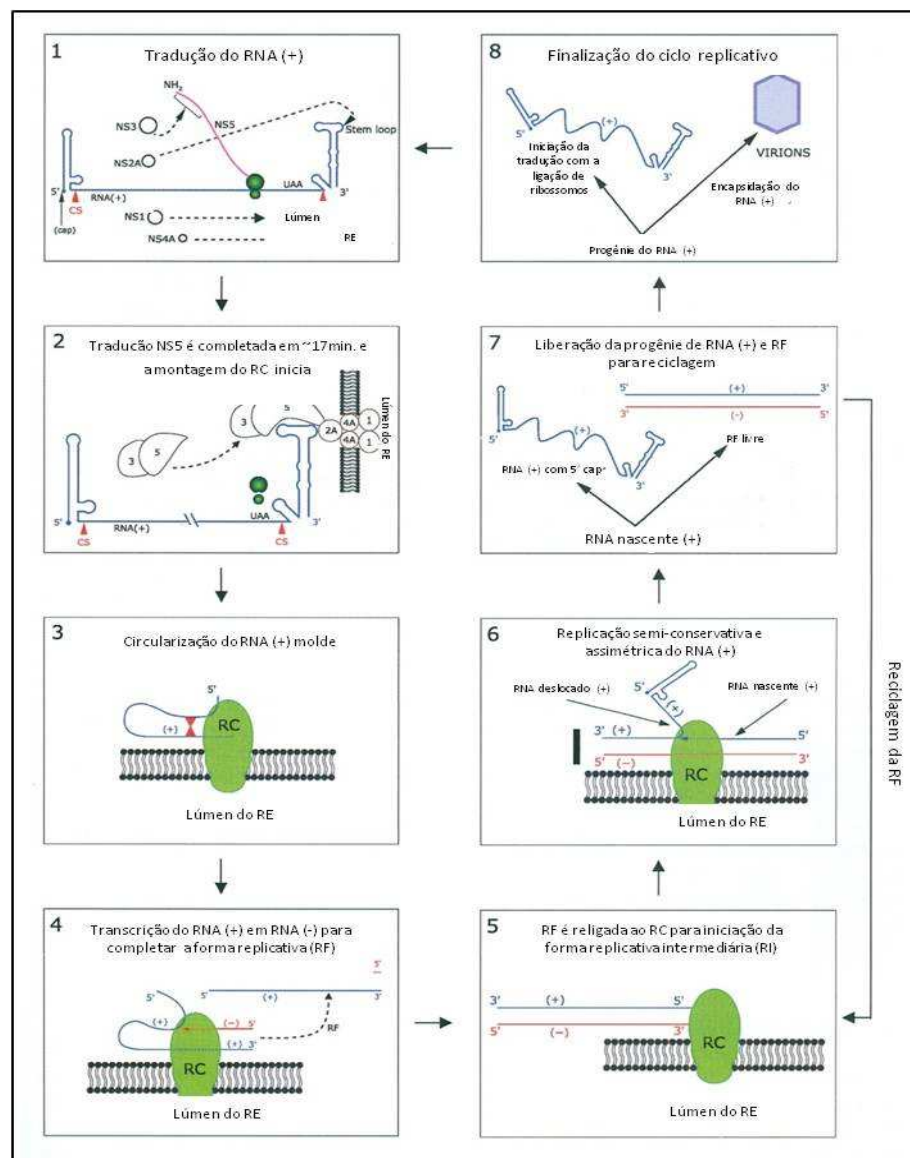 1
Tradução do RNA (+)
NH2
NS3
NS5
NS2A
Stem loop
5'
RNA(+)
UAA
3'
(cap)
CS
NS1
Lúmen
NS4A
RE
2
Tradução NS5 é completada em ~17min. e
a montagem do RC inicia
3
5
3
5
2A
4A
1
4A
1
Lúmen do RE
5'
RNA(+)
UAA
3'
CS
CS
3
Circularização do RNA (+) molde
5'
(+)
RC
Lúmen do RE
4
Transcrição do RNA (+) em RNA (-) para
completar a forma replicativa (RF)
5'
5'
5'
(+)
3'
(+)
(-)
5'
RF
(+)
3'
RC
Lúmen do RE
5
RF é religada ao RC para iniciação da
forma replicativa intermediária (RI)
3'
(+)
5'
5'
(-)
3'
RC
Lúmen do RE
6
Replicação semi-conservativa e
assimétrica do RNA (+)
5'
RNA deslocado (+)
(+)
RNA nascente (+)
3'
(+)
5'
5'
(-)
3'
RC
Lúmen do RE
7
Liberação da progênie de RNA (+) e RF
para reciclagem
5'
(+)
3'
3'
(-)
5'
5'
(+)
3'
RF livre
RNA (+) com 5' cap
RNA nascente (+)
8
Finalização do ciclo replicativo
5'
(+)
3'
VIRIONS
Iniciação da
tradução com a
ligação de
ribossomos
Encapsidação do
RNA (+)
Progênie do RNA (+)
Reciclagem da RF